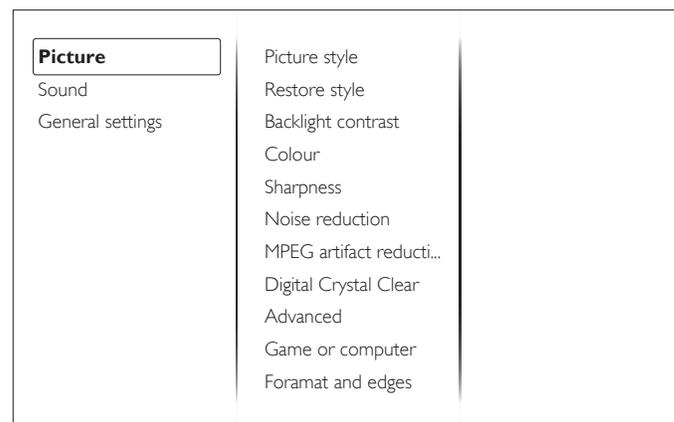 Picture
Sound
General settings
Picture style
Restore style
Backlight contrast
Colour
Sharpness
Noise reduction
MPEG artifact reducti...
Digital Crystal Clear
Advanced
Game or computer
Foramat and edges